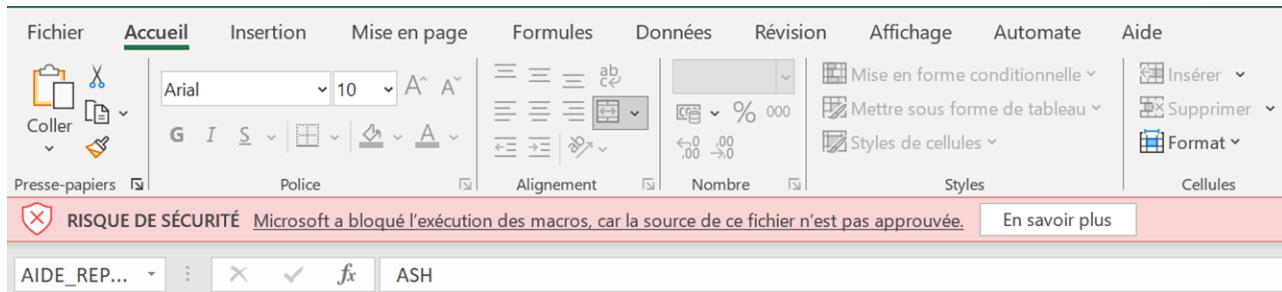 Fichier Accueil Insertion Mise en page Formules Données Révision Affichage Automate Aide
Coller
Arial 10 A A
G I S A
ab
c
% 000
,00
,00
Mise en forme conditionnelle
Mettre sous forme de tableau
Styles de cellules
Insérer
Supprimer
Format
Presse-papiers Police Alignement Nombre Styles Cellules
RISQUE DE SÉCURITÉ Microsoft a bloqué l’exécution des macros, car la source de ce fichier n’est pas approuvée. En savoir plus
AIDE_REP... fx ASH